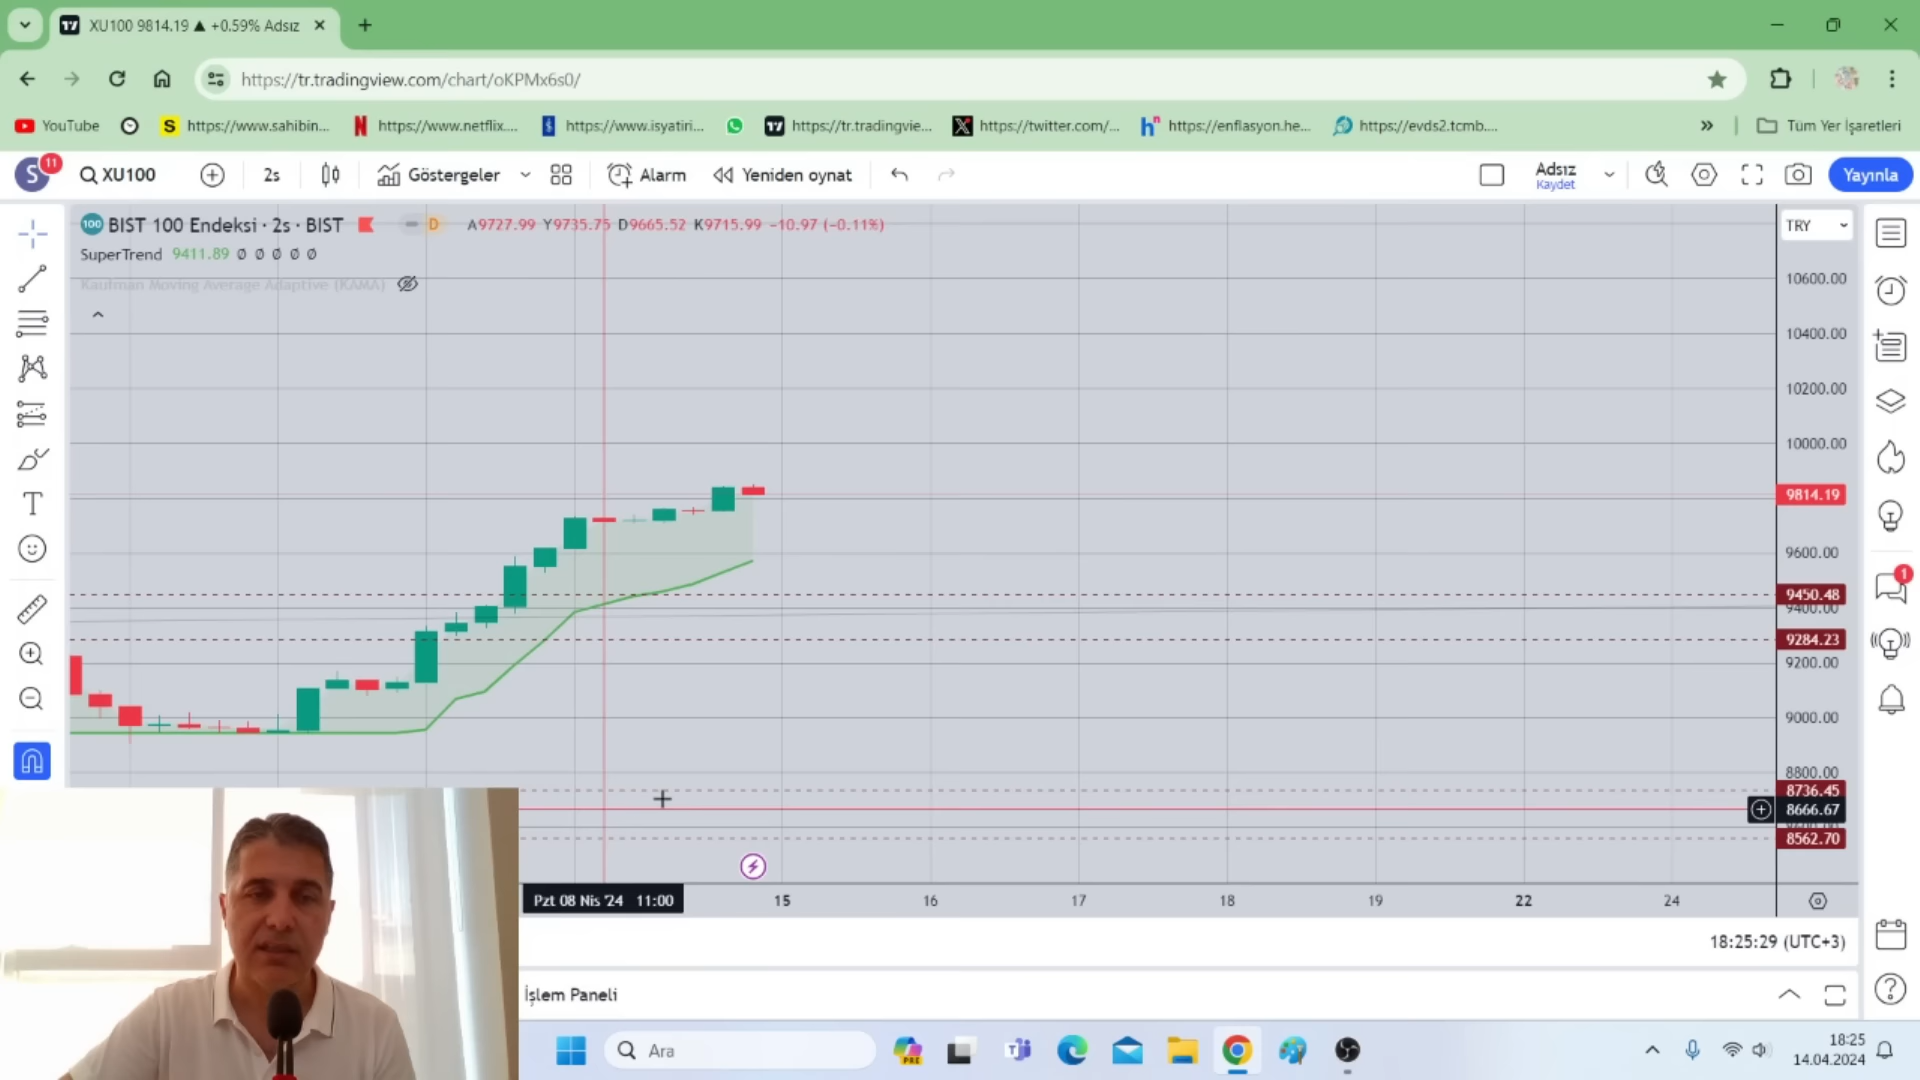 XU100 9814.19 ▲ +0.59% Adsız
https://tr.tradingview.com/chart/oKPMx6s0/
YouTube
https://www.sahibin...
https://www.netflix....
https://www.isyatiri...
https://tr.tradingvie...
https://twitter.com/...
https://enflasyon.he...
https://evds2.tcmb....
» Tüm Yer İşaretleri
S 11 XU100 2s Göstergeler Alarm Yeniden oynat Adsız Kaydet Yayınla
100 BIST 100 Endeksi · 2s · BIST D A9727.99 Y9735.75 D9665.52 K9715.99 −10.97 (−0.11%) TRY
SuperTrend 9411.89 Ø Ø Ø Ø Ø
Kaufman Moving Average Adaptive (KAMA)
10600.00
10400.00
10200.00
10000.00
9814.19
9600.00
9450.48
9400.00
9284.23
9200.00
9000.00
8800.00
8736.45
8666.67
8562.70
1
Pzt 08 Nis '24 11:00 15 16 17 18 19 22 24
18:25:29 (UTC+3)
İşlem Paneli
Ara
PRE
18:25
14.04.2024